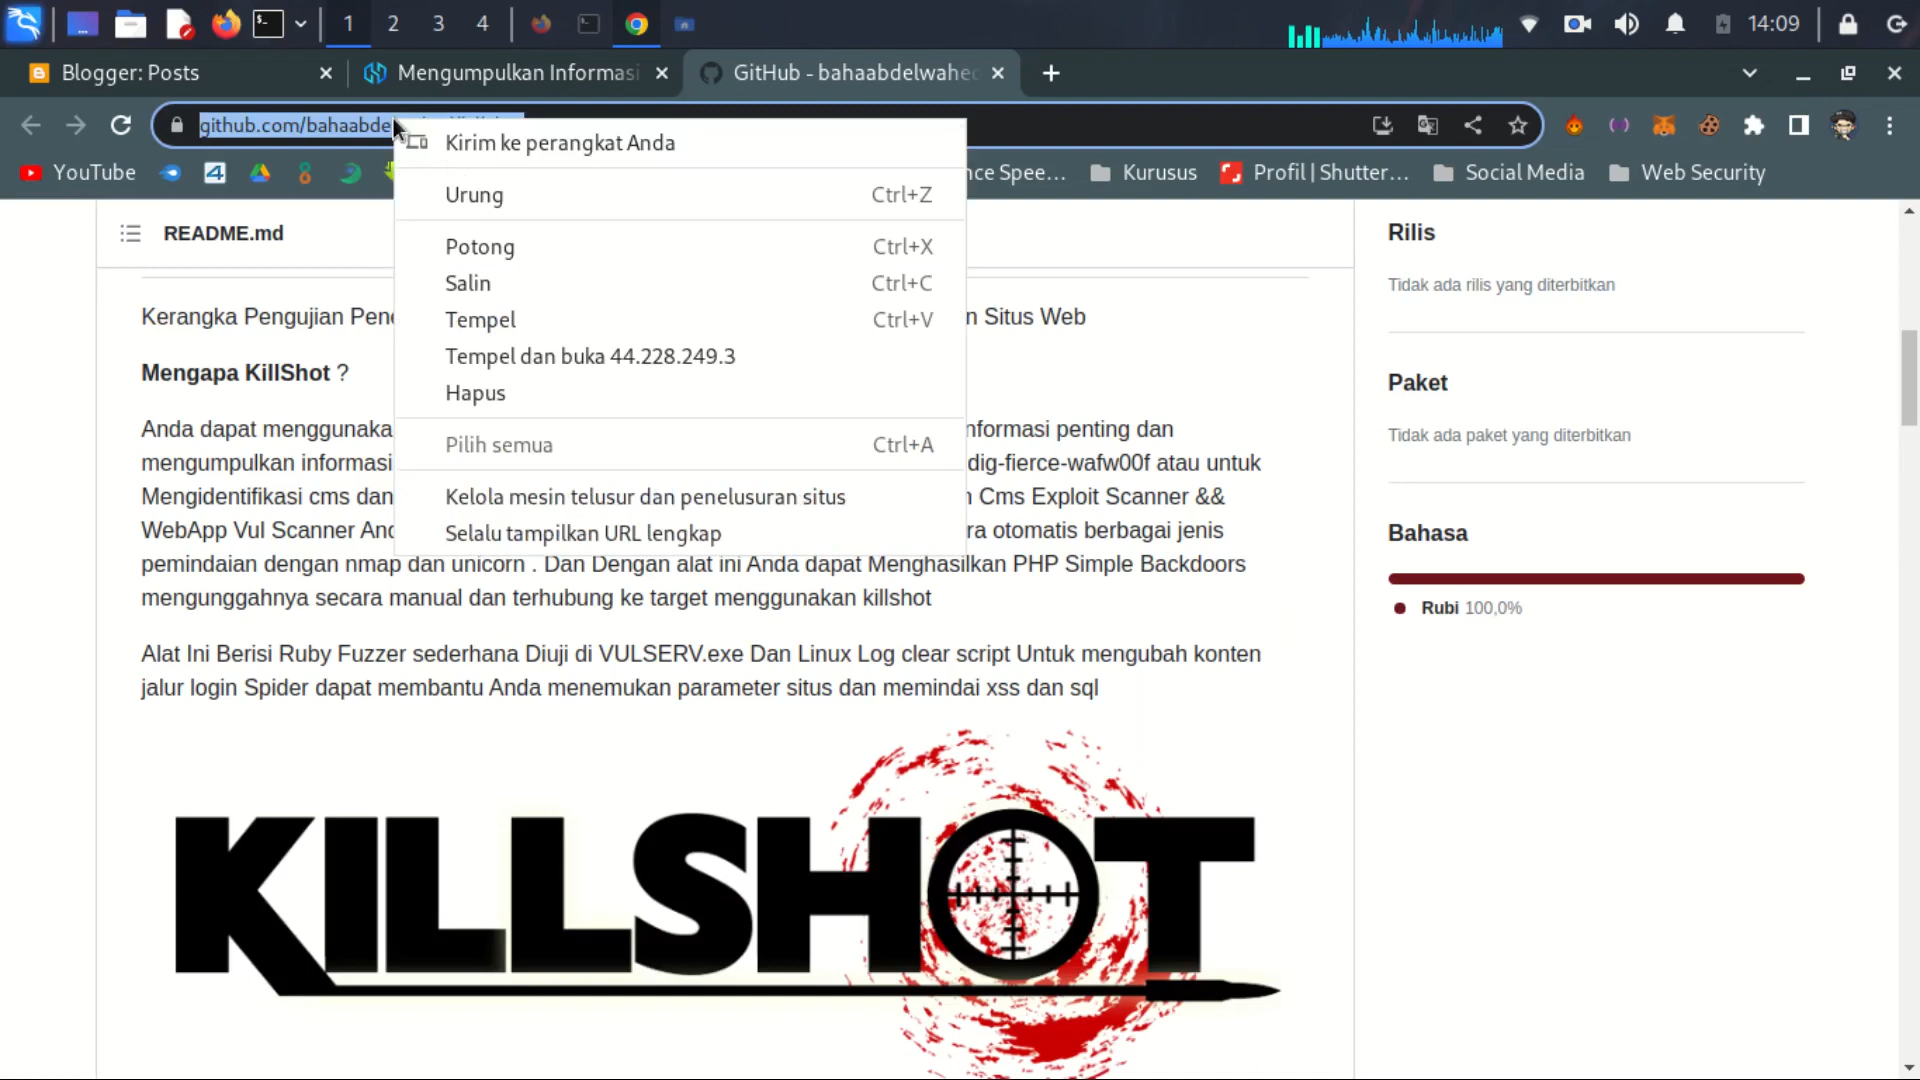 1 2 3 4 14:09
Blogger: Posts
Mengumpulkan Informasi
GitHub - bahaabdelwahed
github.com/bahaabde
YouTube
nce Spee...
Kurusus
Profil | Shutter...
Social Media
Web Security
Kirim ke perangkat Anda
Urung Ctrl+Z
Potong Ctrl+X
Salin Ctrl+C
Tempel Ctrl+V
Tempel dan buka 44.228.249.3
Hapus
Pilih semua Ctrl+A
Kelola mesin telusur dan penelusuran situs
Selalu tampilkan URL lengkap
README.md
Kerangka Pengujian Pene n Situs Web
Mengapa KillShot ?
Anda dapat menggunaka nformasi penting dan
mengumpulkan informasi dig-fierce-wafw00f atau untuk
Mengidentifikasi cms dan n Cms Exploit Scanner &&
WebApp Vul Scanner And ra otomatis berbagai jenis
pemindaian dengan nmap dan unicorn . Dan Dengan alat ini Anda dapat Menghasilkan PHP Simple Backdoors
mengunggahnya secara manual dan terhubung ke target menggunakan killshot
Alat Ini Berisi Ruby Fuzzer sederhana Diuji di VULSERV.exe Dan Linux Log clear script Untuk mengubah konten
jalur login Spider dapat membantu Anda menemukan parameter situs dan memindai xss dan sql
KILLSHOT
Rilis
Tidak ada rilis yang diterbitkan
Paket
Tidak ada paket yang diterbitkan
Bahasa
Rubi 100,0%